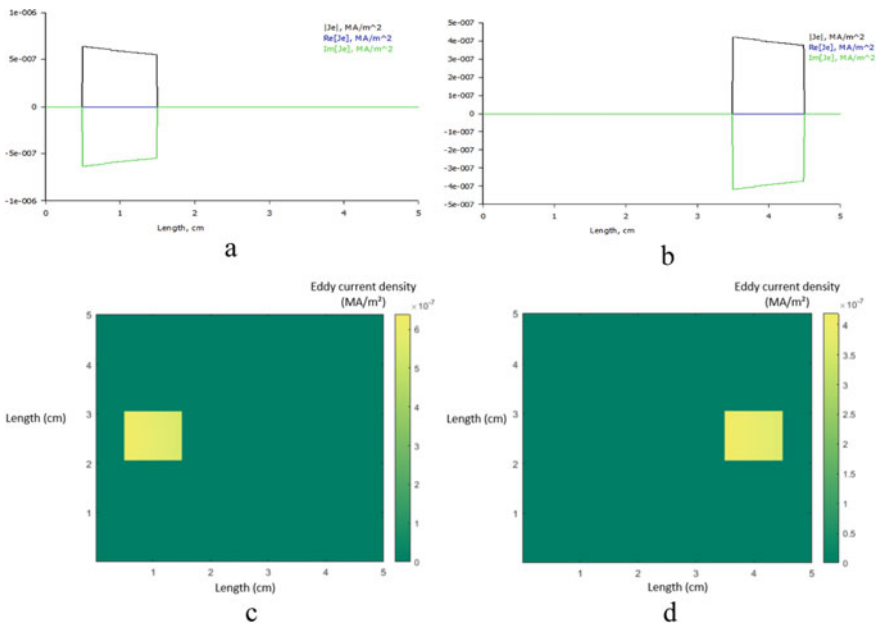 1e-006
5e-007
0
-5e-007
-1e-006
|Je|, MA/m^2
Re[Je], MA/m^2
Im[Je], MA/m^2
0 1 2 3 4 5
Length, cm
a
5e-007
4e-007
3e-007
2e-007
1e-007
0
-1e-007
-2e-007
-3e-007
-4e-007
-5e-007
|Je|, MA/m^2
Re[Je], MA/m^2
Im[Je], MA/m^2
0 1 2 3 4 5
Length, cm
b
Eddy current density
(MA/m²)
×10⁻⁷
5
4
3
2
1
Length (cm)
1 2 3 4 5
Length (cm)
6
5
4
3
2
1
0
c
Eddy current density
(MA/m²)
×10⁻⁷
5
4
3
2
1
Length (cm)
1 2 3 4 5
Length (cm)
4
3.5
3
2.5
2
1.5
1
0.5
0
d